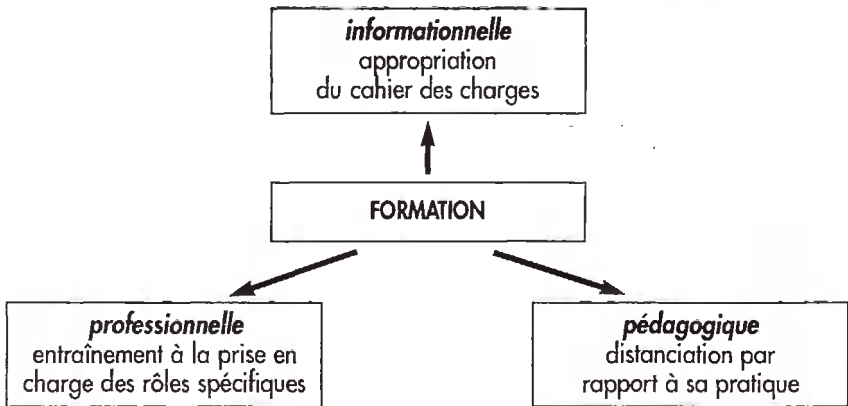 informationnelle
appropriation
du cahier des charges
FORMATION
professionnelle
entraînement à la prise en
charge des rôles spécifiques
pédagogique
distanciation par
rapport à sa pratique